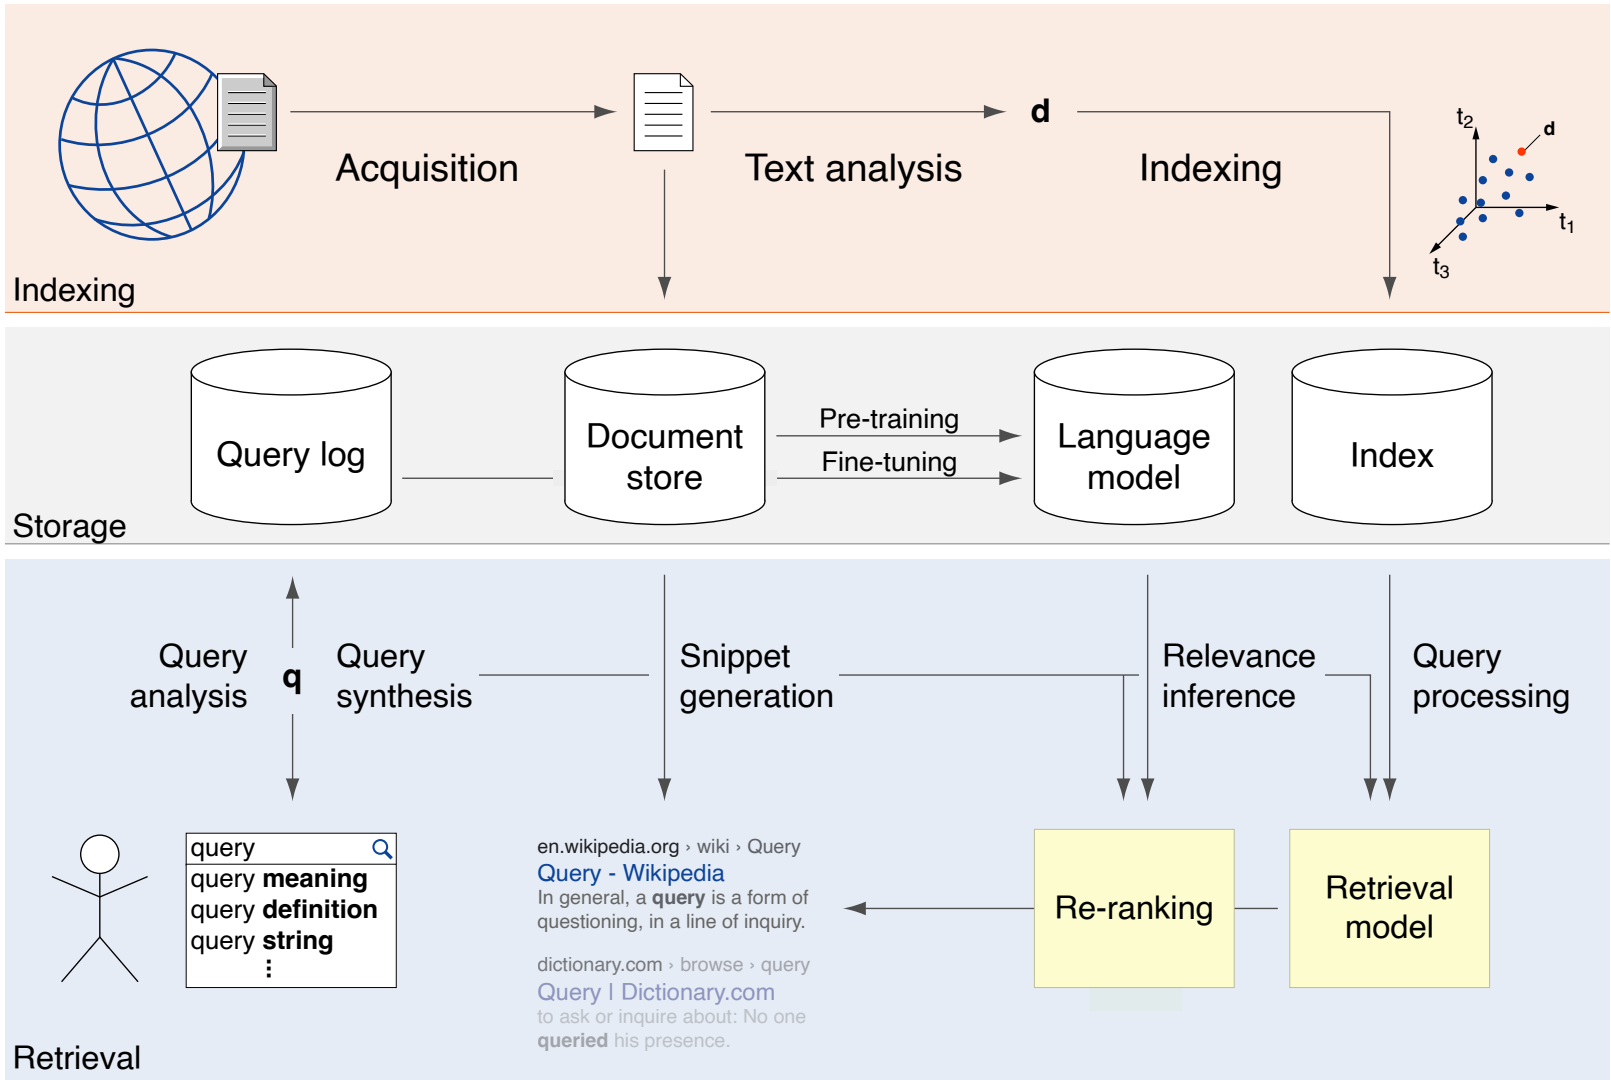 Acquisition
Text analysis
d
Indexing
t2
d
t1
t3
Indexing
Query log
Document
store
Pre-training
Fine-tuning
Language
model
Index
Storage
Query
analysis
q
Query
synthesis
Snippet
generation
Relevance
inference
Query
processing
query
query meaning
query definition
query string
⋮
en.wikipedia.org › wiki › Query
Query - Wikipedia
In general, a query is a form of
questioning, in a line of inquiry.
dictionary.com › browse › query
Query | Dictionary.com
to ask or inquire about: No one
queried his presence.
Re-ranking
Retrieval
model
Retrieval